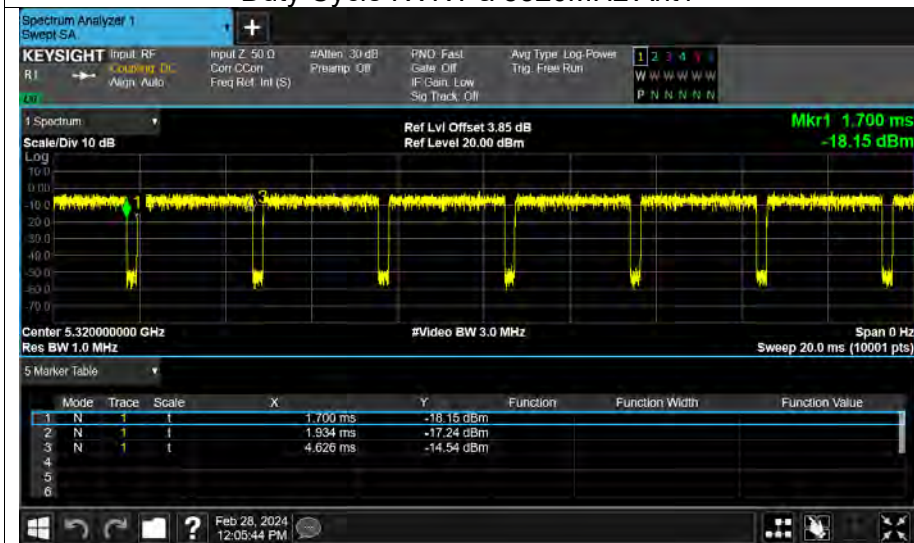 Spectrum Analyzer 1
Swept SA
+
KEYSIGHT Input: RF Input Z: 50 Ω #Atten: 30 dB PNO: Fast Avg Type: Log-Power 1 2 3 4 5 6
Coupling: DC Corr CCorr Preamp: Off Gate: Off Trig: Free Run W W W W W W
Align: Auto Freq Ref: Int (S) IF Gain: Low
Sig Track: Off P N N N N N
1 Spectrum
Ref Lvl Offset 3.85 dB Mkr1 1.700 ms
Scale/Div 10 dB Ref Level 20.00 dBm -18.15 dBm
Log
10.0
0.00
-10.0
1 3
-20.0
-30.0
-40.0
-50.0
-60.0
-70.0
Center 5.320000000 GHz #Video BW 3.0 MHz Span 0 Hz
Res BW 1.0 MHz Sweep 20.0 ms (10001 pts)
5 Marker Table
Mode Trace Scale X Y Function Function Width Function Value
1 N 1 t 1.700 ms -18.15 dBm
2 N 1 t 1.934 ms -17.24 dBm
3 N 1 t 4.626 ms -14.54 dBm
4
5
6
? Feb 28, 2024
12:05:44 PM